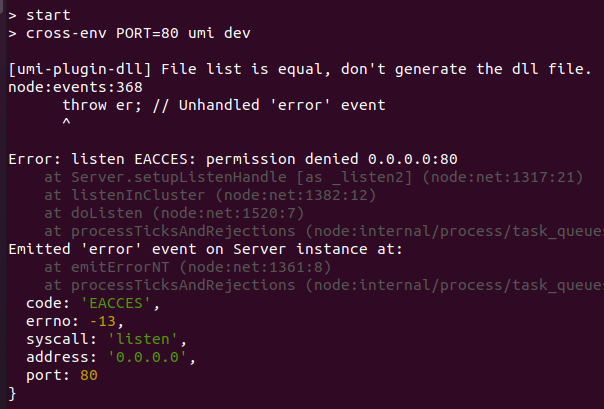 > start
> cross-env PORT=80 umi dev
[umi-plugin-dll] File list is equal, don't generate the dll file.
node:events:368
      throw er; // Unhandled 'error' event
      ^
Error: listen EACCES: permission denied 0.0.0.0:80
    at Server.setupListenHandle [as _listen2] (node:net:1317:21)
    at listenInCluster (node:net:1382:12)
    at doListen (node:net:1520:7)
    at processTicksAndRejections (node:internal/process/task_queues
Emitted 'error' event on Server instance at:
    at emitErrorNT (node:net:1361:8)
    at processTicksAndRejections (node:internal/process/task_queues
  code: 'EACCES',
  errno: -13,
  syscall: 'listen',
  address: '0.0.0.0',
  port: 80
}